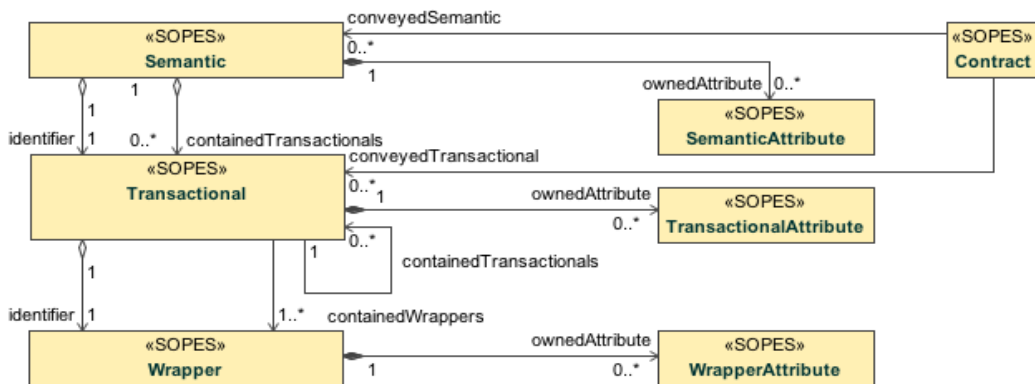 conveyedSemantic
«SOPES»
Semantic
0..*
1
«SOPES»
Contract
1
1
ownedAttribute
0..*
«SOPES»
SemanticAttribute
identifier
1
0..*
containedTransactionals
conveyedTransactional
«SOPES»
Transactional
0..*
1
ownedAttribute
0..*
«SOPES»
TransactionalAttribute
1
1
0..*
containedTransactionals
identifier
1
1..*
containedWrappers
«SOPES»
Wrapper
1
ownedAttribute
0..*
«SOPES»
WrapperAttribute